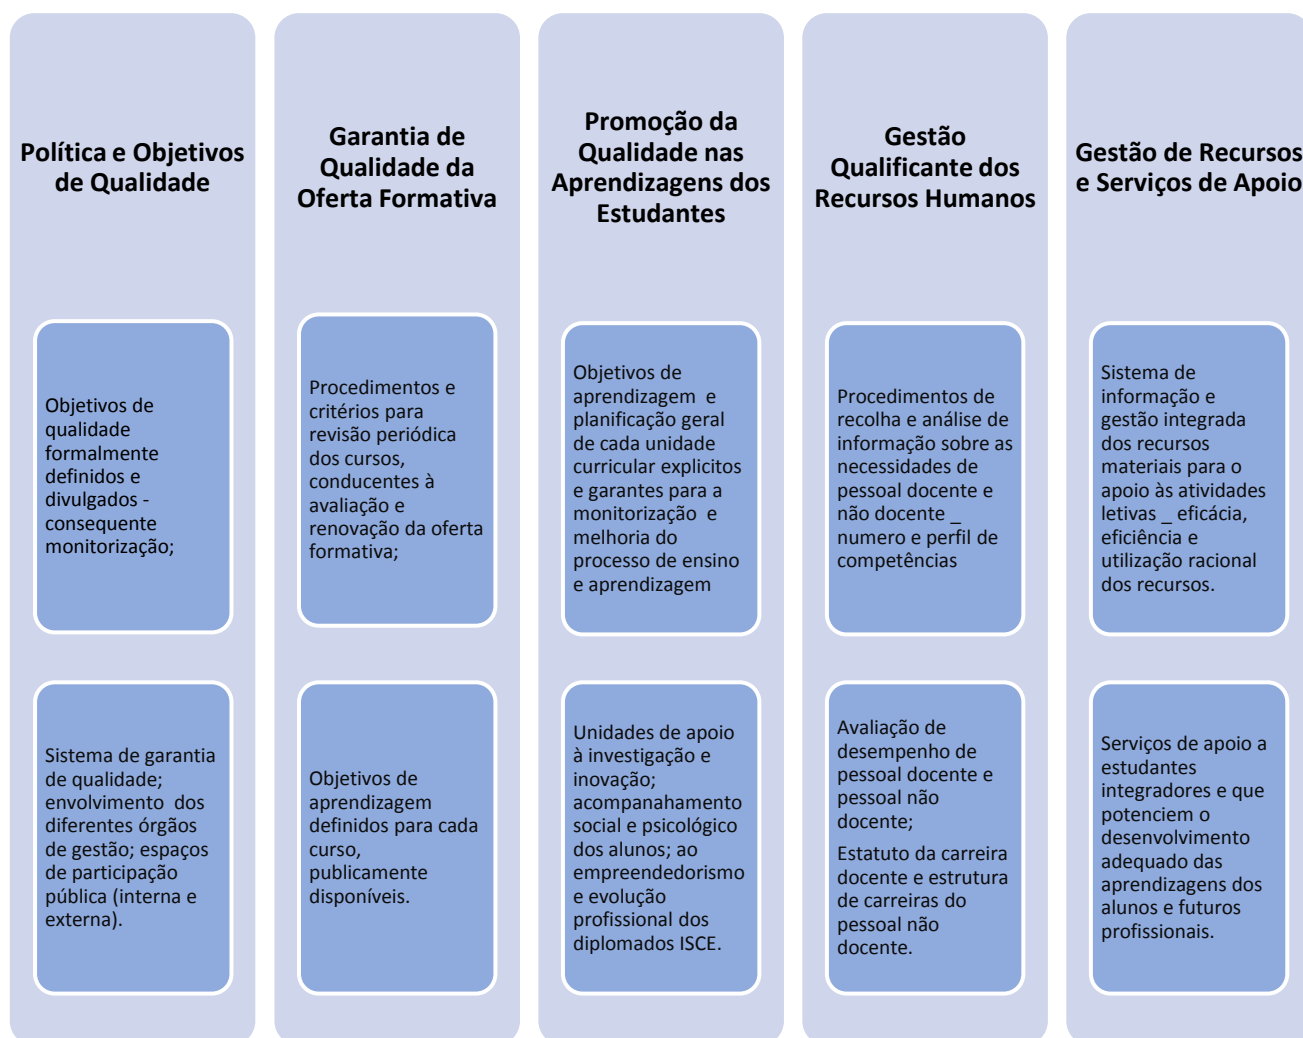 Política e Objetivos
de Qualidade
Objetivos de
qualidade
formalmente
definidos e
divulgados -
consequente
monitorização;
Sistema de garantia
de qualidade;
envolvimento  dos
diferentes órgãos
de gestão; espaços
de participação
pública (interna e
externa).
Garantia de
Qualidade da
Oferta Formativa
Procedimentos e
critérios para
revisão periódica
dos cursos,
conducentes à
avaliação e
renovação da oferta
formativa;
Objetivos de
aprendizagem
definidos para cada
curso,
publicamente
disponíveis.
Promoção da
Qualidade nas
Aprendizagens dos
Estudantes
Objetivos de
aprendizagem  e
planificação geral
de cada unidade
curricular explicitos
e garantes para a
monitorização  e
melhoria do
processo de ensino
e aprendizagem
Unidades de apoio
à investigação e
inovação;
acompanahamento
social e psicológico
dos alunos; ao
empreendedorismo
e evolução
profissional dos
diplomados ISCE.
Gestão
Qualificante dos
Recursos Humanos
Procedimentos de
recolha e análise de
informação sobre as
necessidades de
pessoal docente e
não docente _
numero e perfil de
competências
Avaliação de
desempenho de
pessoal docente e
pessoal não
docente;
Estatuto da carreira
docente e estrutura
de carreiras do
pessoal não
docente.
Gestão de Recursos
e Serviços de Apoio
Sistema de
informação e
gestão integrada
dos recursos
materiais para o
apoio às atividades
letivas _ eficácia,
eficiência e
utilização racional
dos recursos.
Serviços de apoio a
estudantes
integradores e que
potenciem o
desenvolvimento
adequado das
aprendizagens dos
alunos e futuros
profissionais.